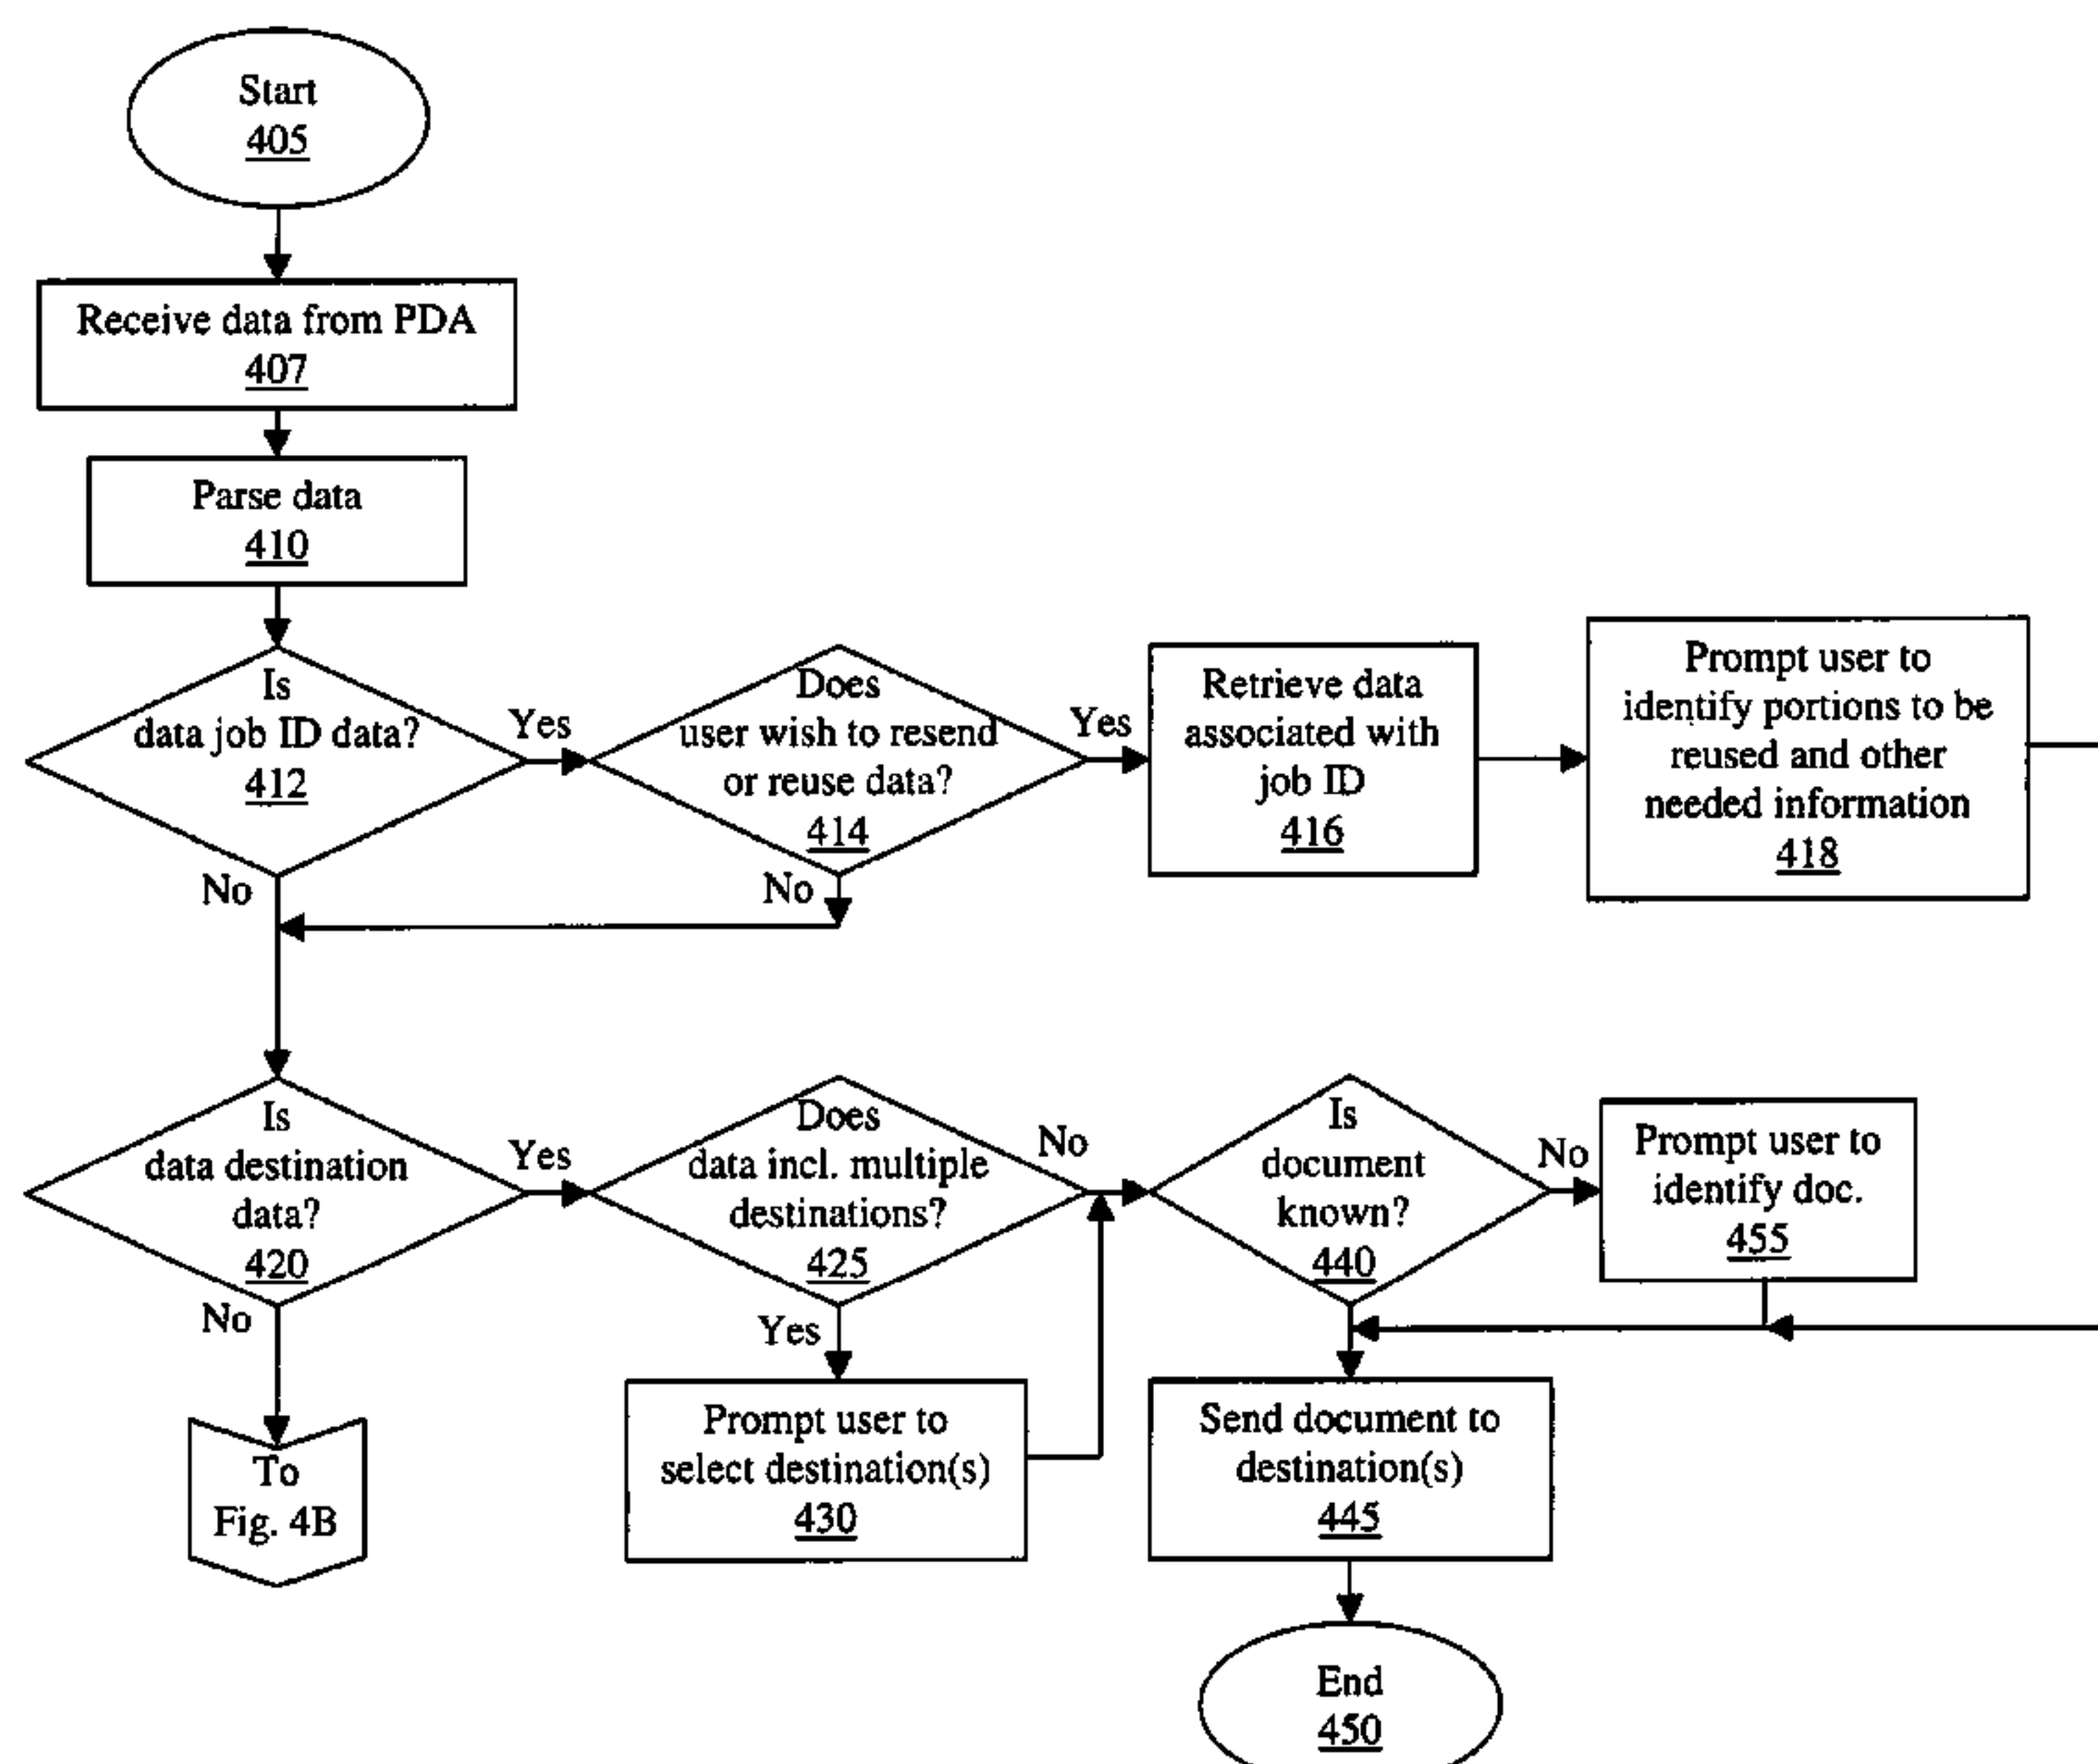 Start
405
Receive data from PDA
407
Parse data
410
Is
data job ID data?
412
Yes
No
Does
user wish to resend
or reuse data?
414
Yes
No
Retrieve data
associated with
job ID
416
Prompt user to
identify portions to be
reused and other
needed information
418
Is
data destination
data?
420
Yes
No
Does
data incl. multiple
destinations?
425
No
Yes
Is
document
known?
440
No
Prompt user to
identify doc.
455
To
Fig. 4B
Prompt user to
select destination(s)
430
Send document to
destination(s)
445
End
450